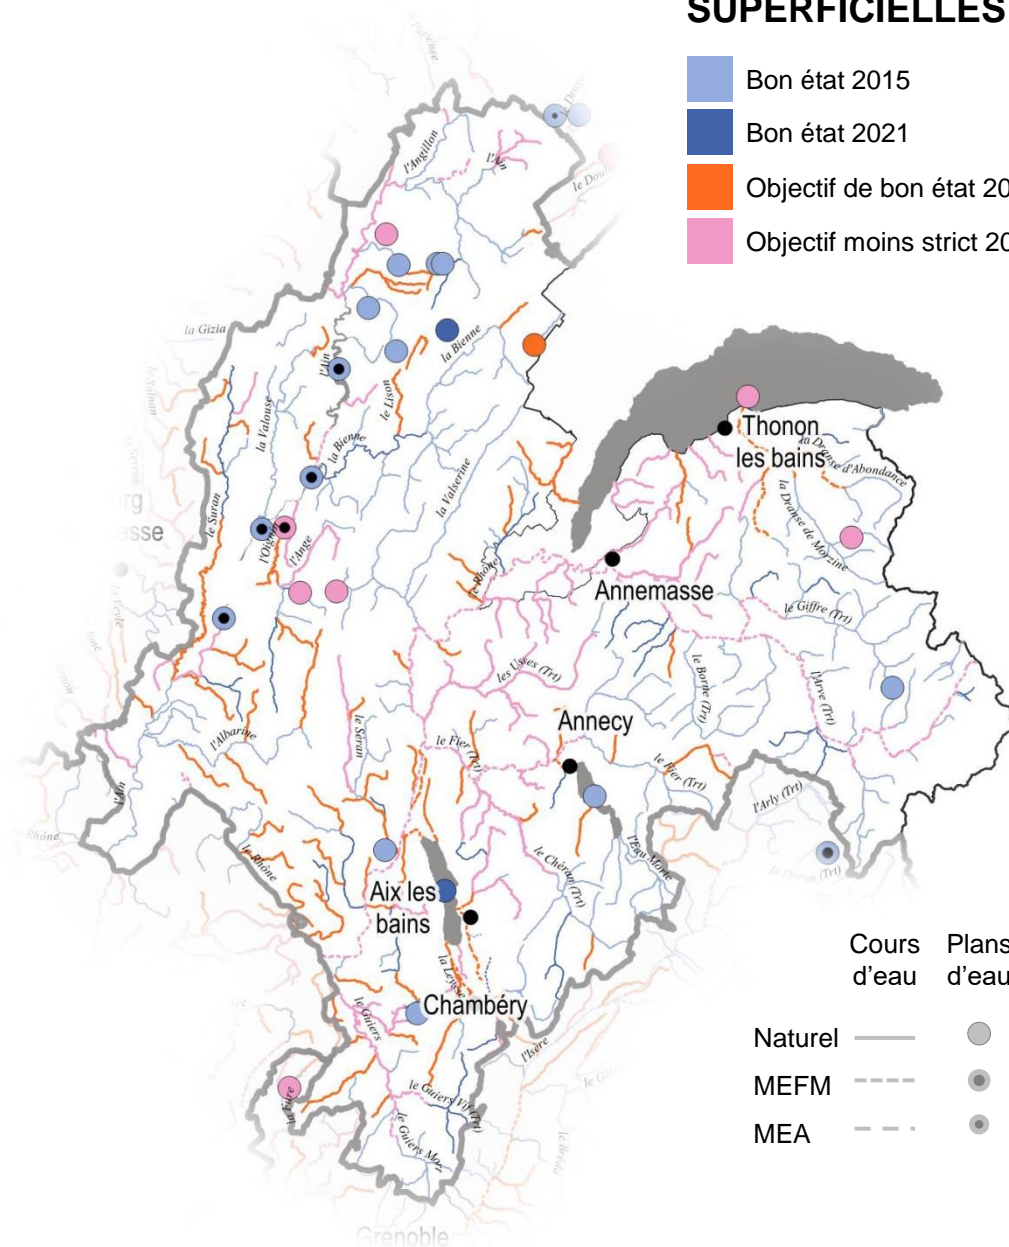 SUPERFICIELLES
Bon état 2015
Bon état 2021
Objectif de bon état 20
Objectif moins strict 20
l'Angillon
l'Ain
le Doubs
la Gizia
l'Ain
la Bienne
le Lison
la Valouse
la Bienne
la Valserine
le Suran
l'Oignin
l'Ange
le Rhône
Thonon
les bains
la Dranse d'Abondance
la Dranse de Morzine
Annemasse
le Giffre (Trt)
les Usses (Trt)
le Borne (Trt)
l'Arve (Trt)
Annecy
l'Albarine
le Séran
le Fier (Trt)
le Fier (Trt)
l'Arly (Trt)
l'Ain
Rhône
le Rhône
le Chéran (Trt)
l'Eau Morte
le Doron (Trt)
Aix les
bains
la Leysse
Chambéry
le Guiers
l'Isère
la Fure
le Guiers Vif (Trt)
le Guiers Mort
le Bréda
Grenoble
Cours
d'eau
Plans
d'eau
Naturel
MEFM
MEA